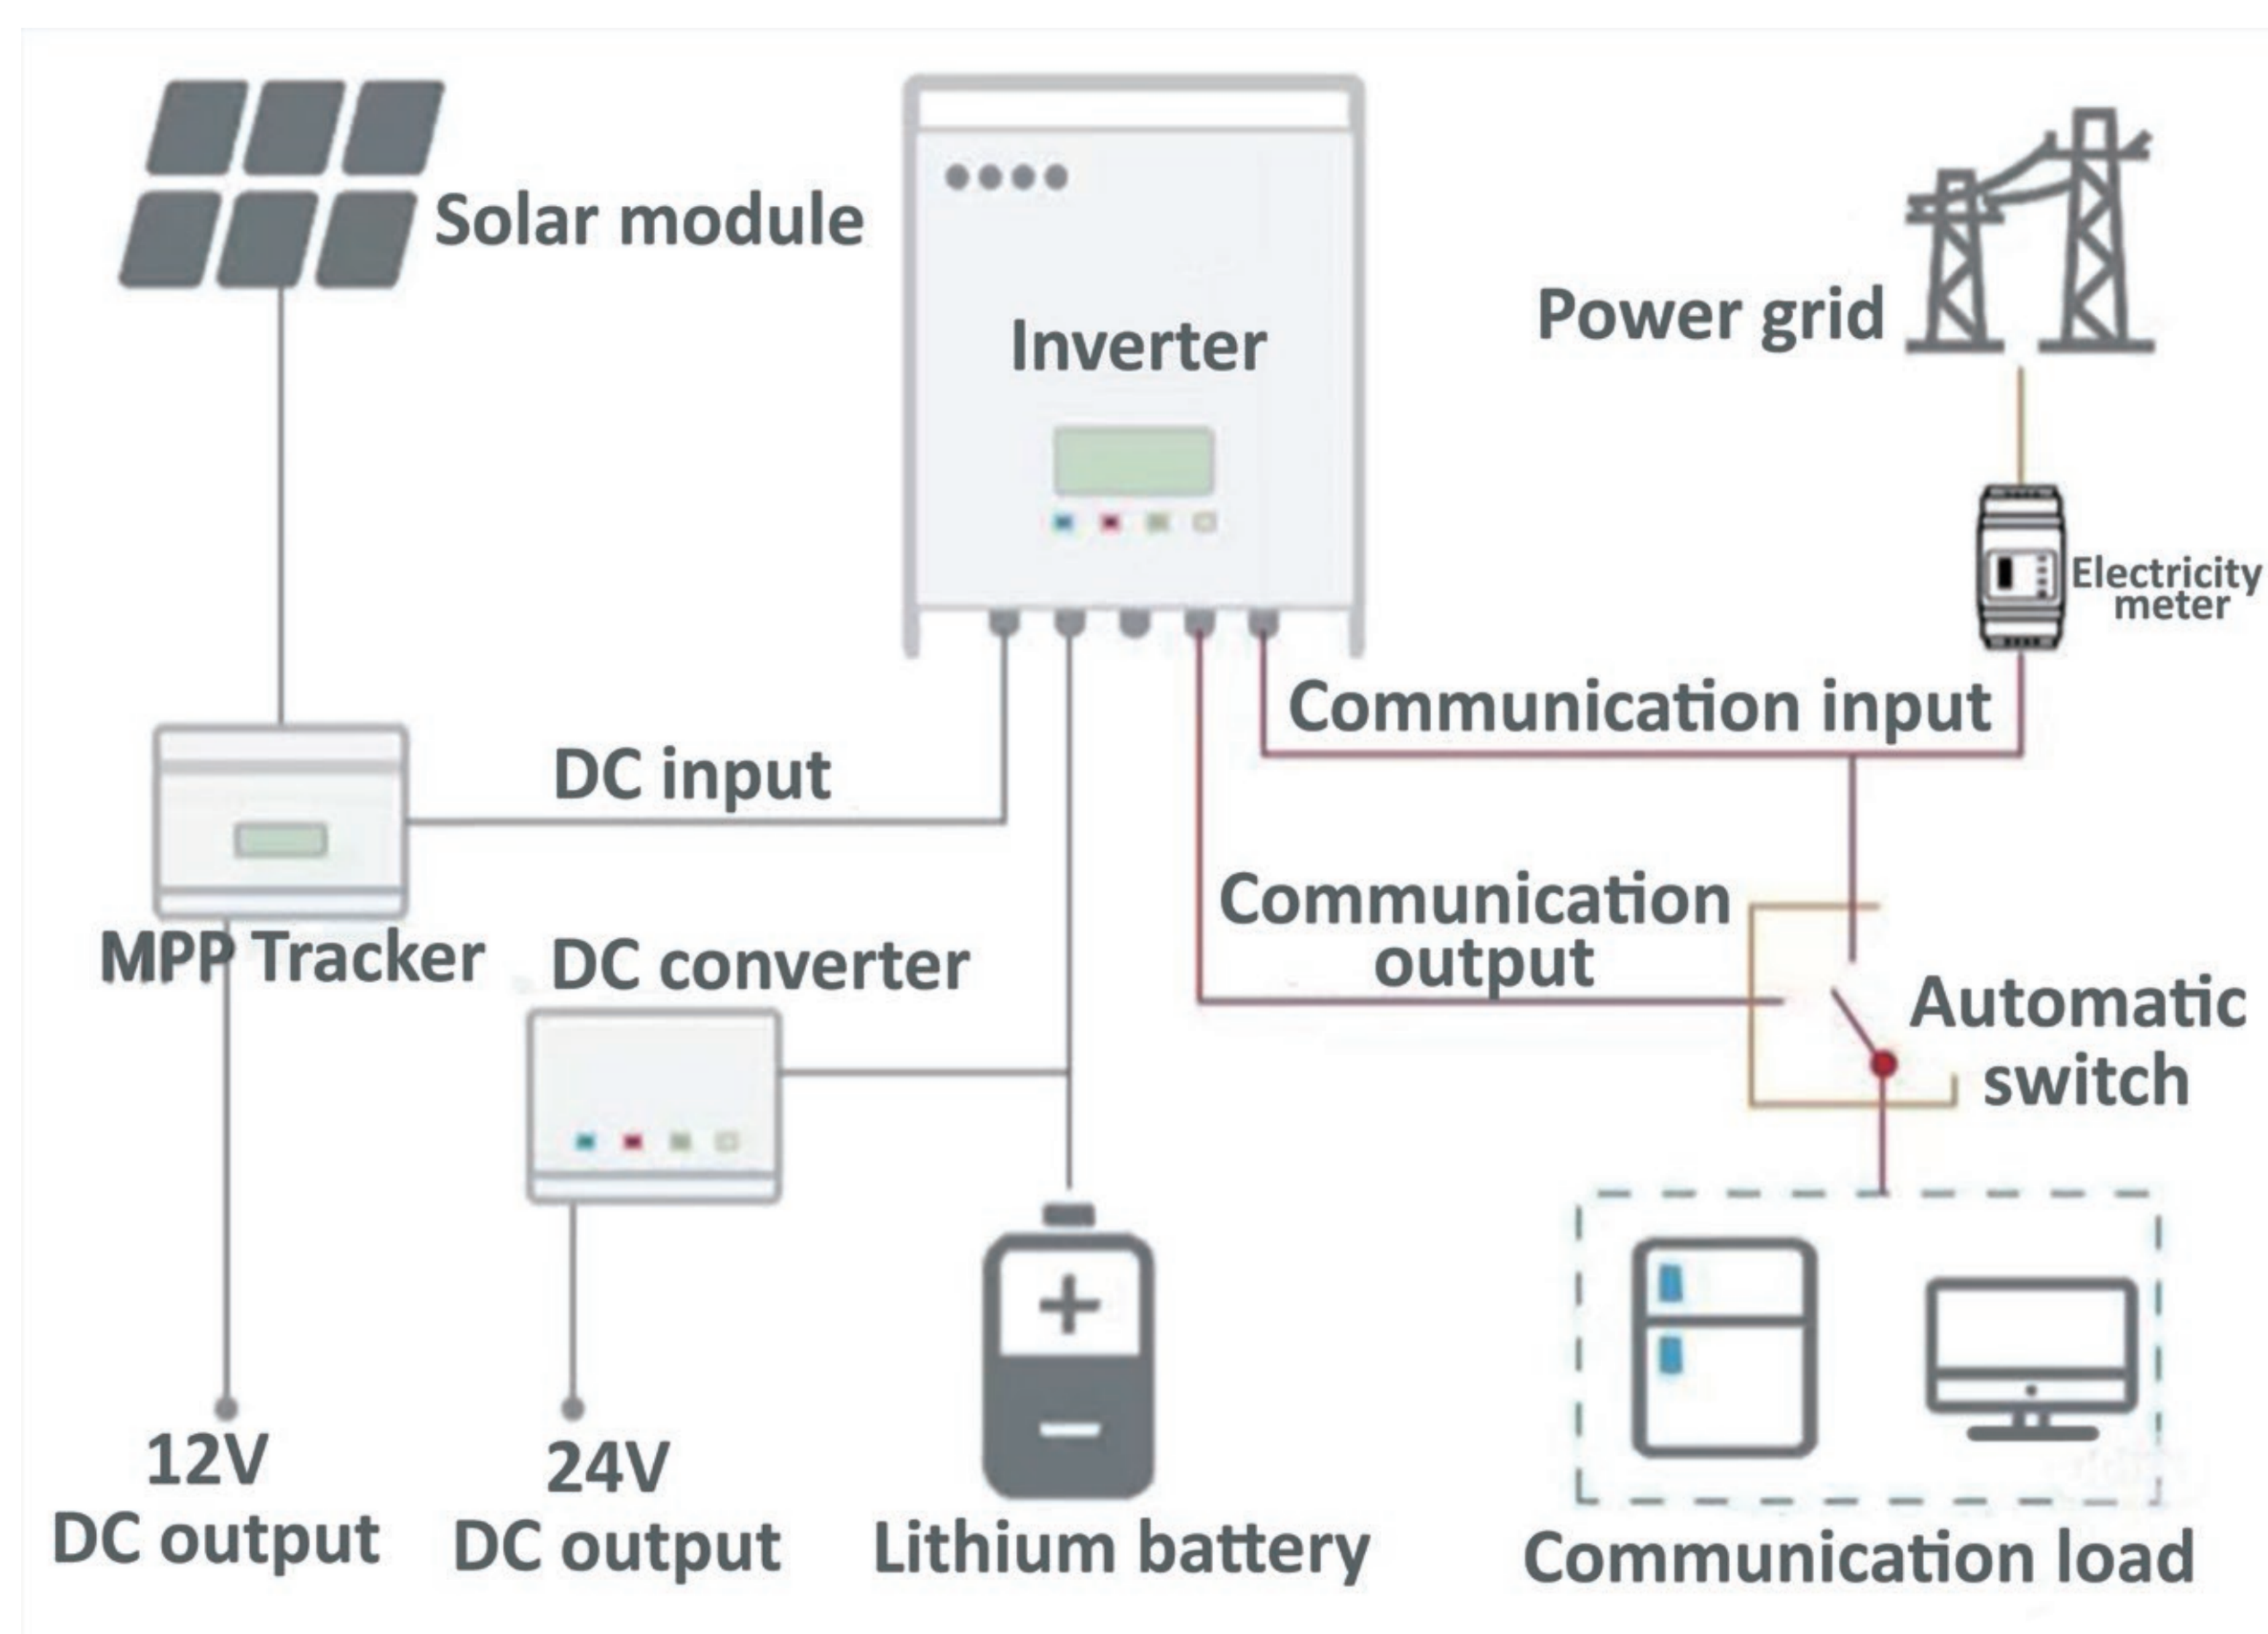 Solar module
Inverter
Power grid
Electricity
meter
Communication input
DC input
Communication
output
MPP Tracker
DC converter
Automatic
switch
12V
DC output
24V
DC output
Lithium battery
Communication load